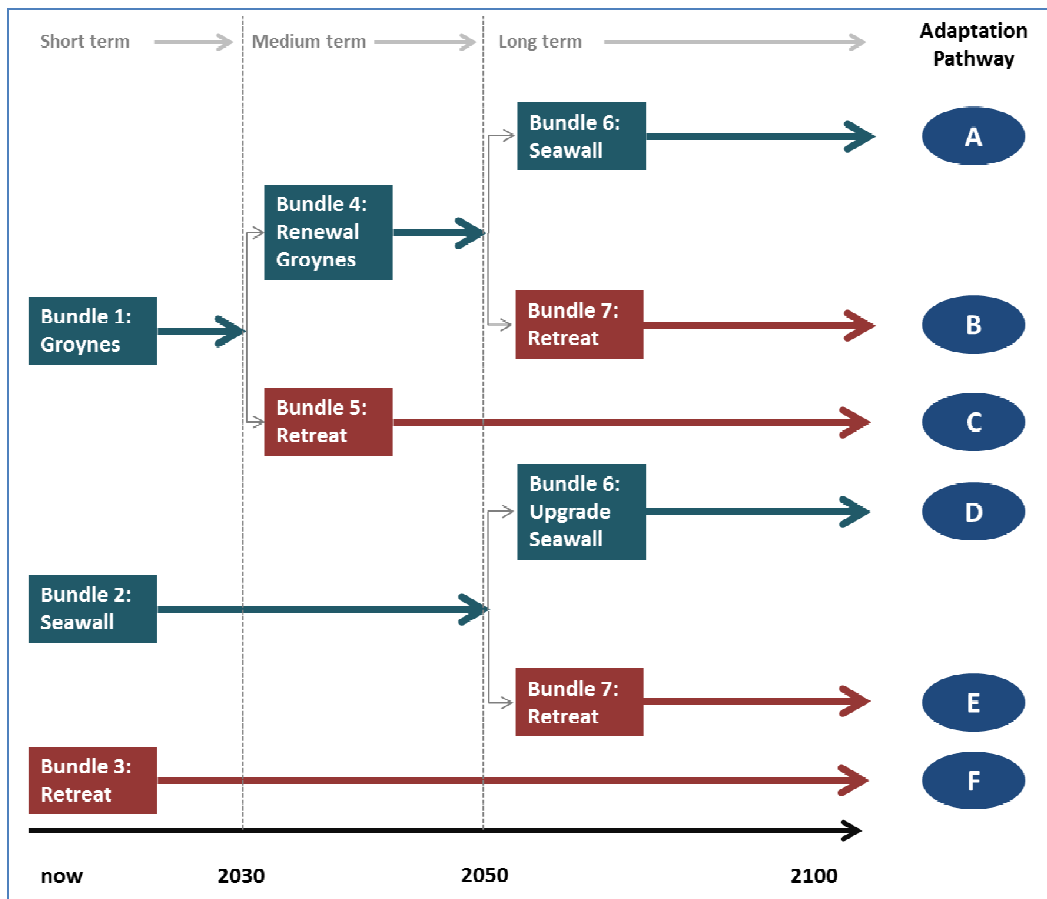 Short term
Medium term
Long term
Adaptation
Pathway
Bundle 6:
Seawall
A
Bundle 4:
Renewal
Groynes
Bundle 1:
Groynes
Bundle 7:
Retreat
B
Bundle 5:
Retreat
C
Bundle 6:
Upgrade
Seawall
D
Bundle 2:
Seawall
Bundle 7:
Retreat
E
Bundle 3:
Retreat
F
now
2030
2050
2100